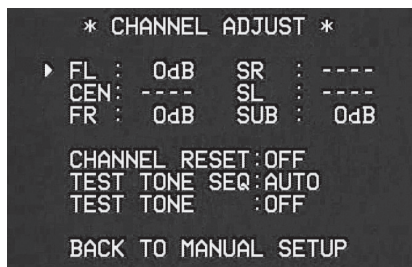 * CHANNEL ADJUST *
FL : 0dB SR : ----
CEN: ---- SL : ----
FR : 0dB SUB : 0dB
CHANNEL RESET:OFF
TEST TONE SEQ:AUTO
TEST TONE :OFF
BACK TO MANUAL SETUP